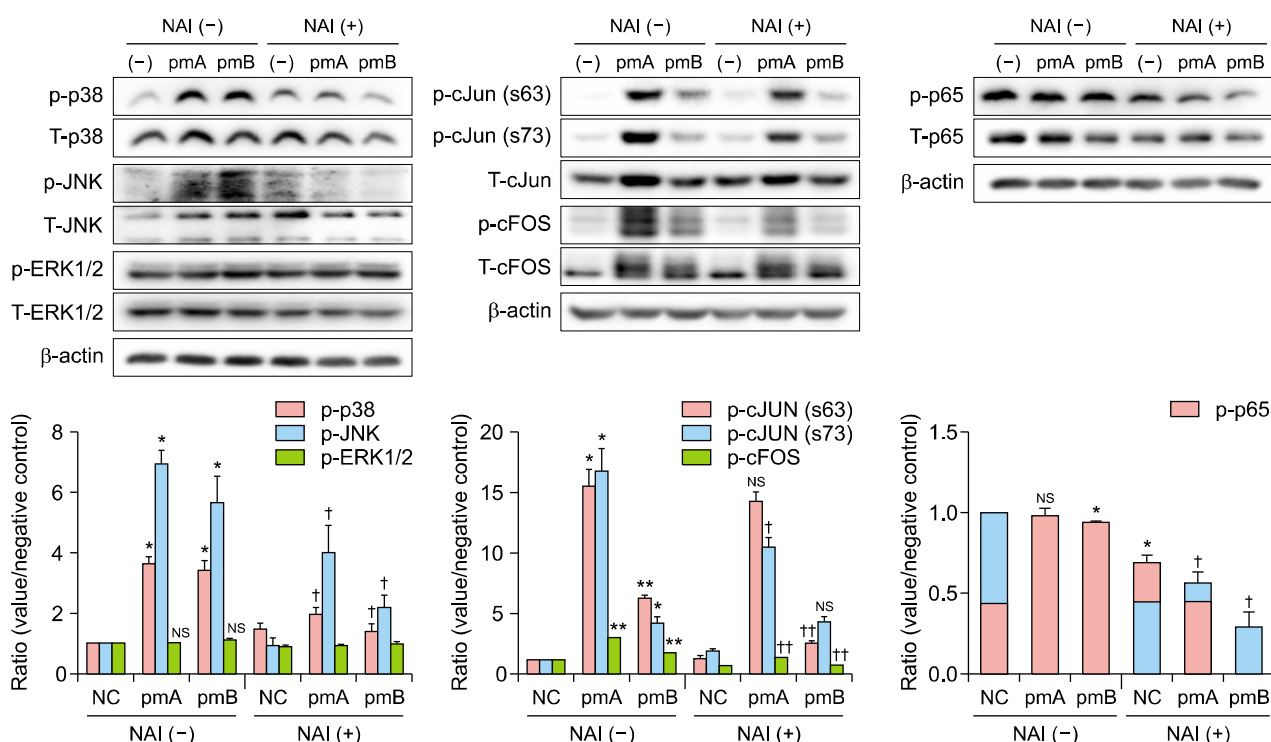 NAI (−) NAI (+)
(-) pmA pmB (-) pmA pmB
p-p38
T-p38
p-JNK
T-JNK
p-ERK1/2
T-ERK1/2
β-actin
NAI (−) NAI (+)
(-) pmA pmB (-) pmA pmB
p-cJun (s63)
p-cJun (s73)
T-cJun
p-cFOS
T-cFOS
β-actin
NAI (−) NAI (+)
(-) pmA pmB (-) pmA pmB
p-p65
T-p65
β-actin
Ratio (value/negative control)
p-p38
p-JNK
p-ERK1/2
8
6
4
2
0
* * NS * * NS † † † †
NC pmA pmB NC pmA pmB
NAI (−) NAI (+)
Ratio (value/negative control)
p-cJUN (s63)
p-cJUN (s73)
p-cFOS
20
15
10
5
0
* * ** ** * ** NS † †† †† NS ††
NC pmA pmB NC pmA pmB
NAI (−) NAI (+)
Ratio (value/negative control)
p-p65
1.5
1.0
0.5
0.0
NS * * † †
NC pmA pmB NC pmA pmB
NAI (−) NAI (+)